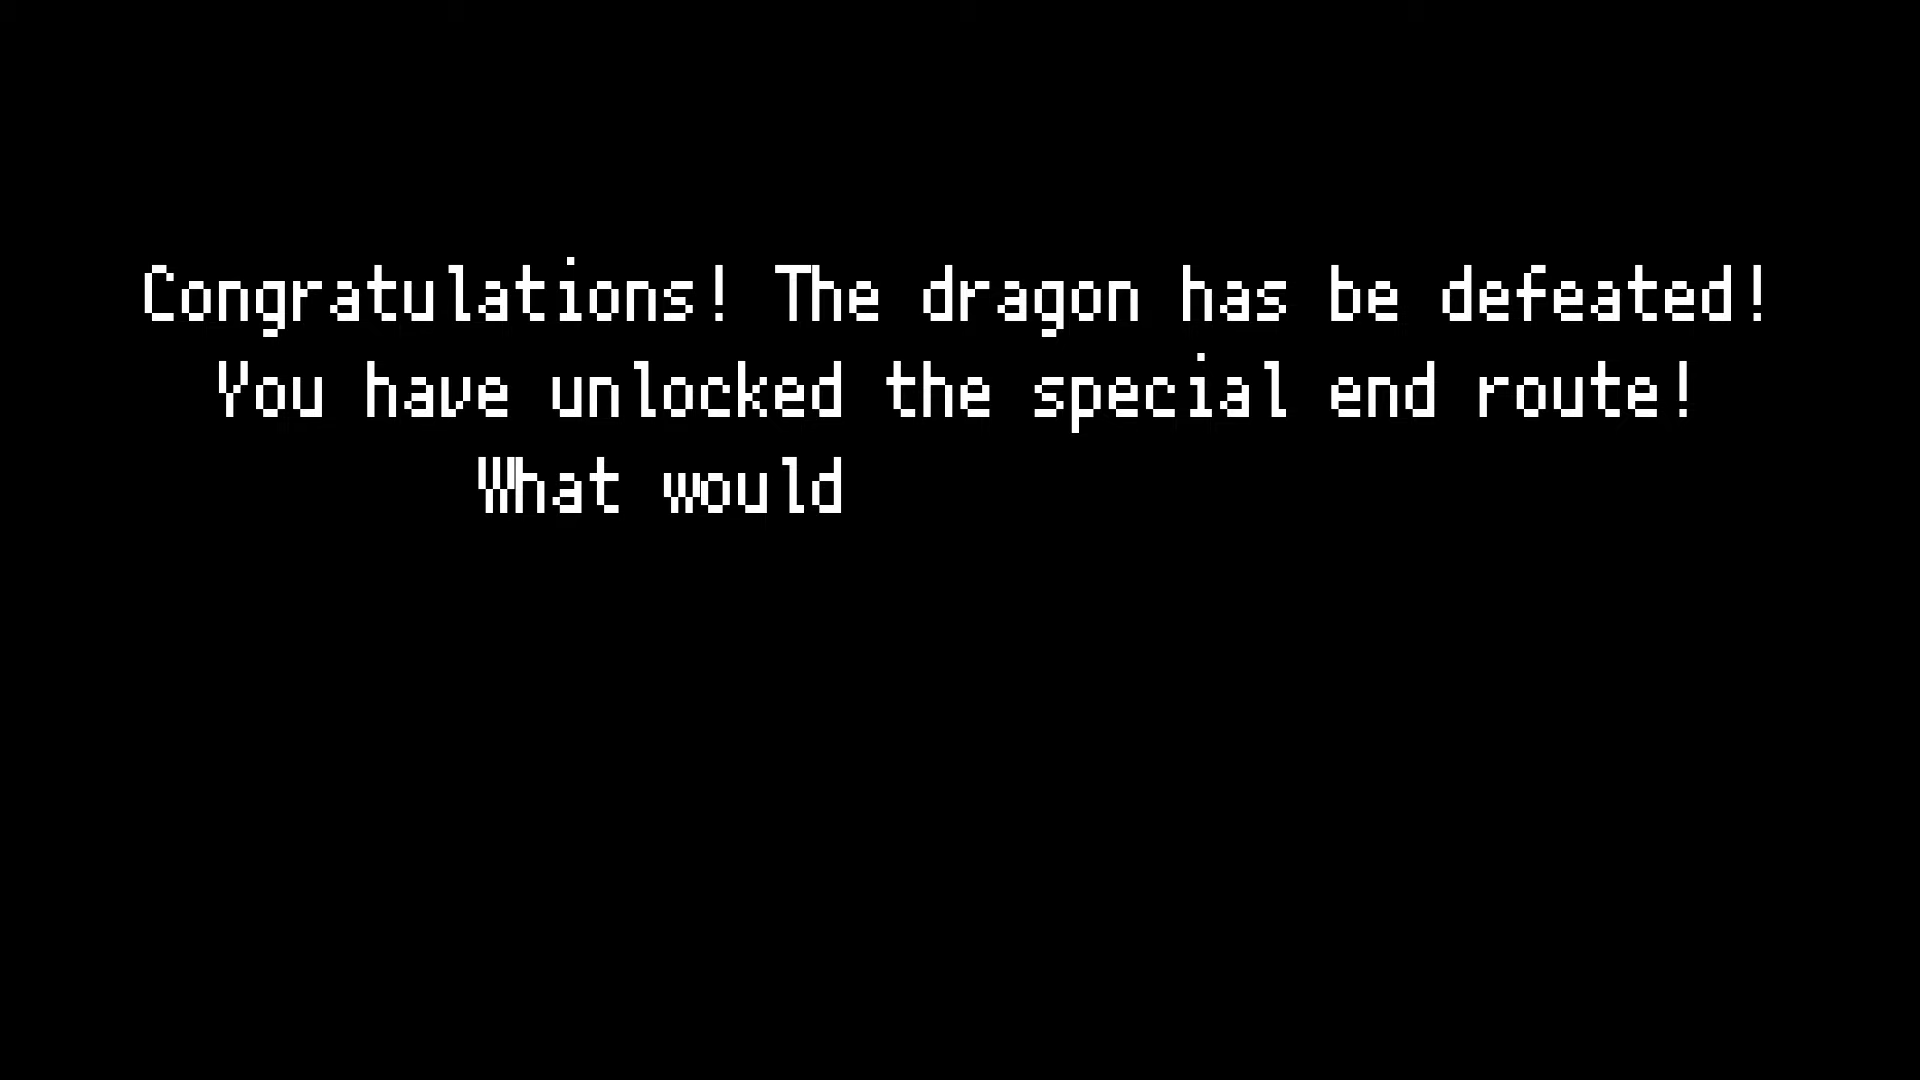 Congratulations! The dragon has be defeated!
You have unlocked the special end route!
What would